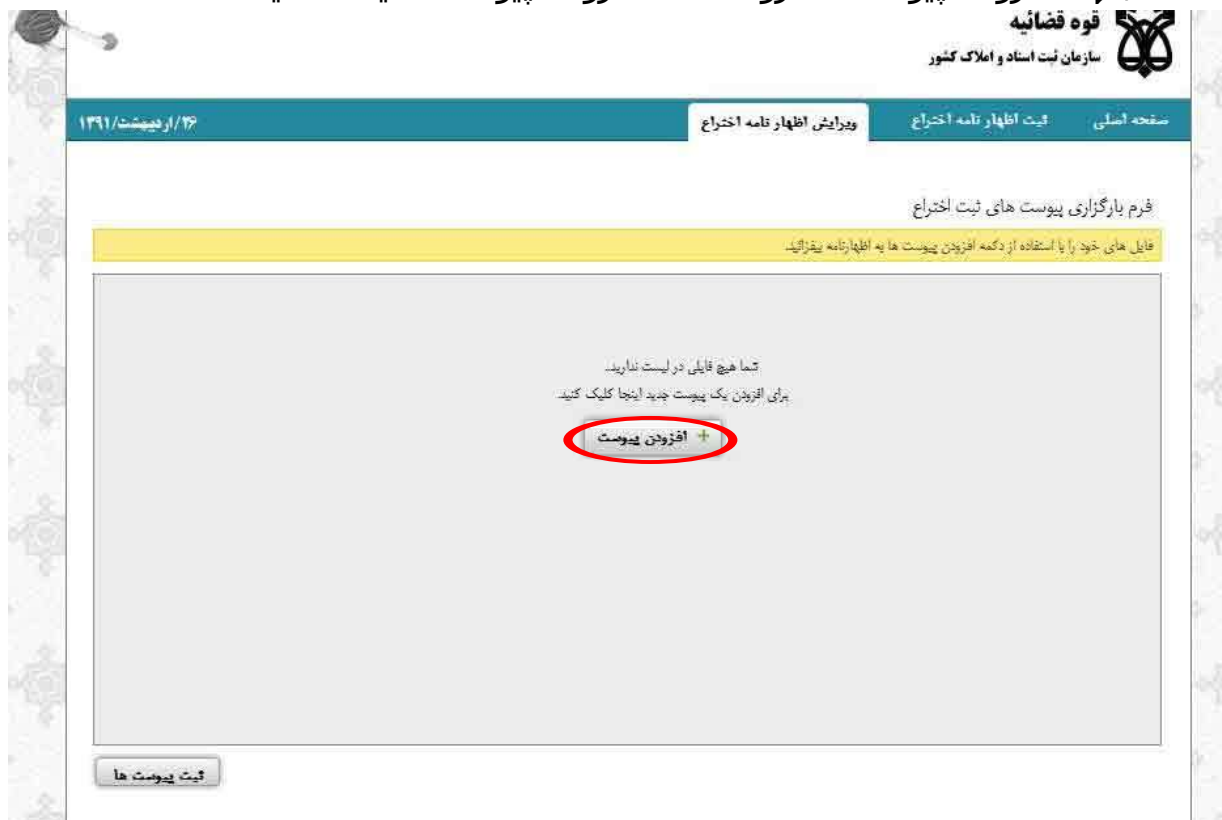 قوه قضائیه
سازمان ثبت اسناد و املاک کشور
صفحه اصلی
ثبت اظهار نامه اختراع
ویرایش اظهار نامه اختراع
۲۶/اردیبهشت/۱۳۹۱
فرم بارگزاری پیوست های ثبت اختراع
فایل های خود را با استفاده از دکمه افزودن پیوست ها به اظهارنامه بیفزائید.
شما هیچ فایلی در لیست ندارید.
برای افزودن یک پیوست جدید اینجا کلیک کنید.
افزودن پیوست
ثبت پیوست ها